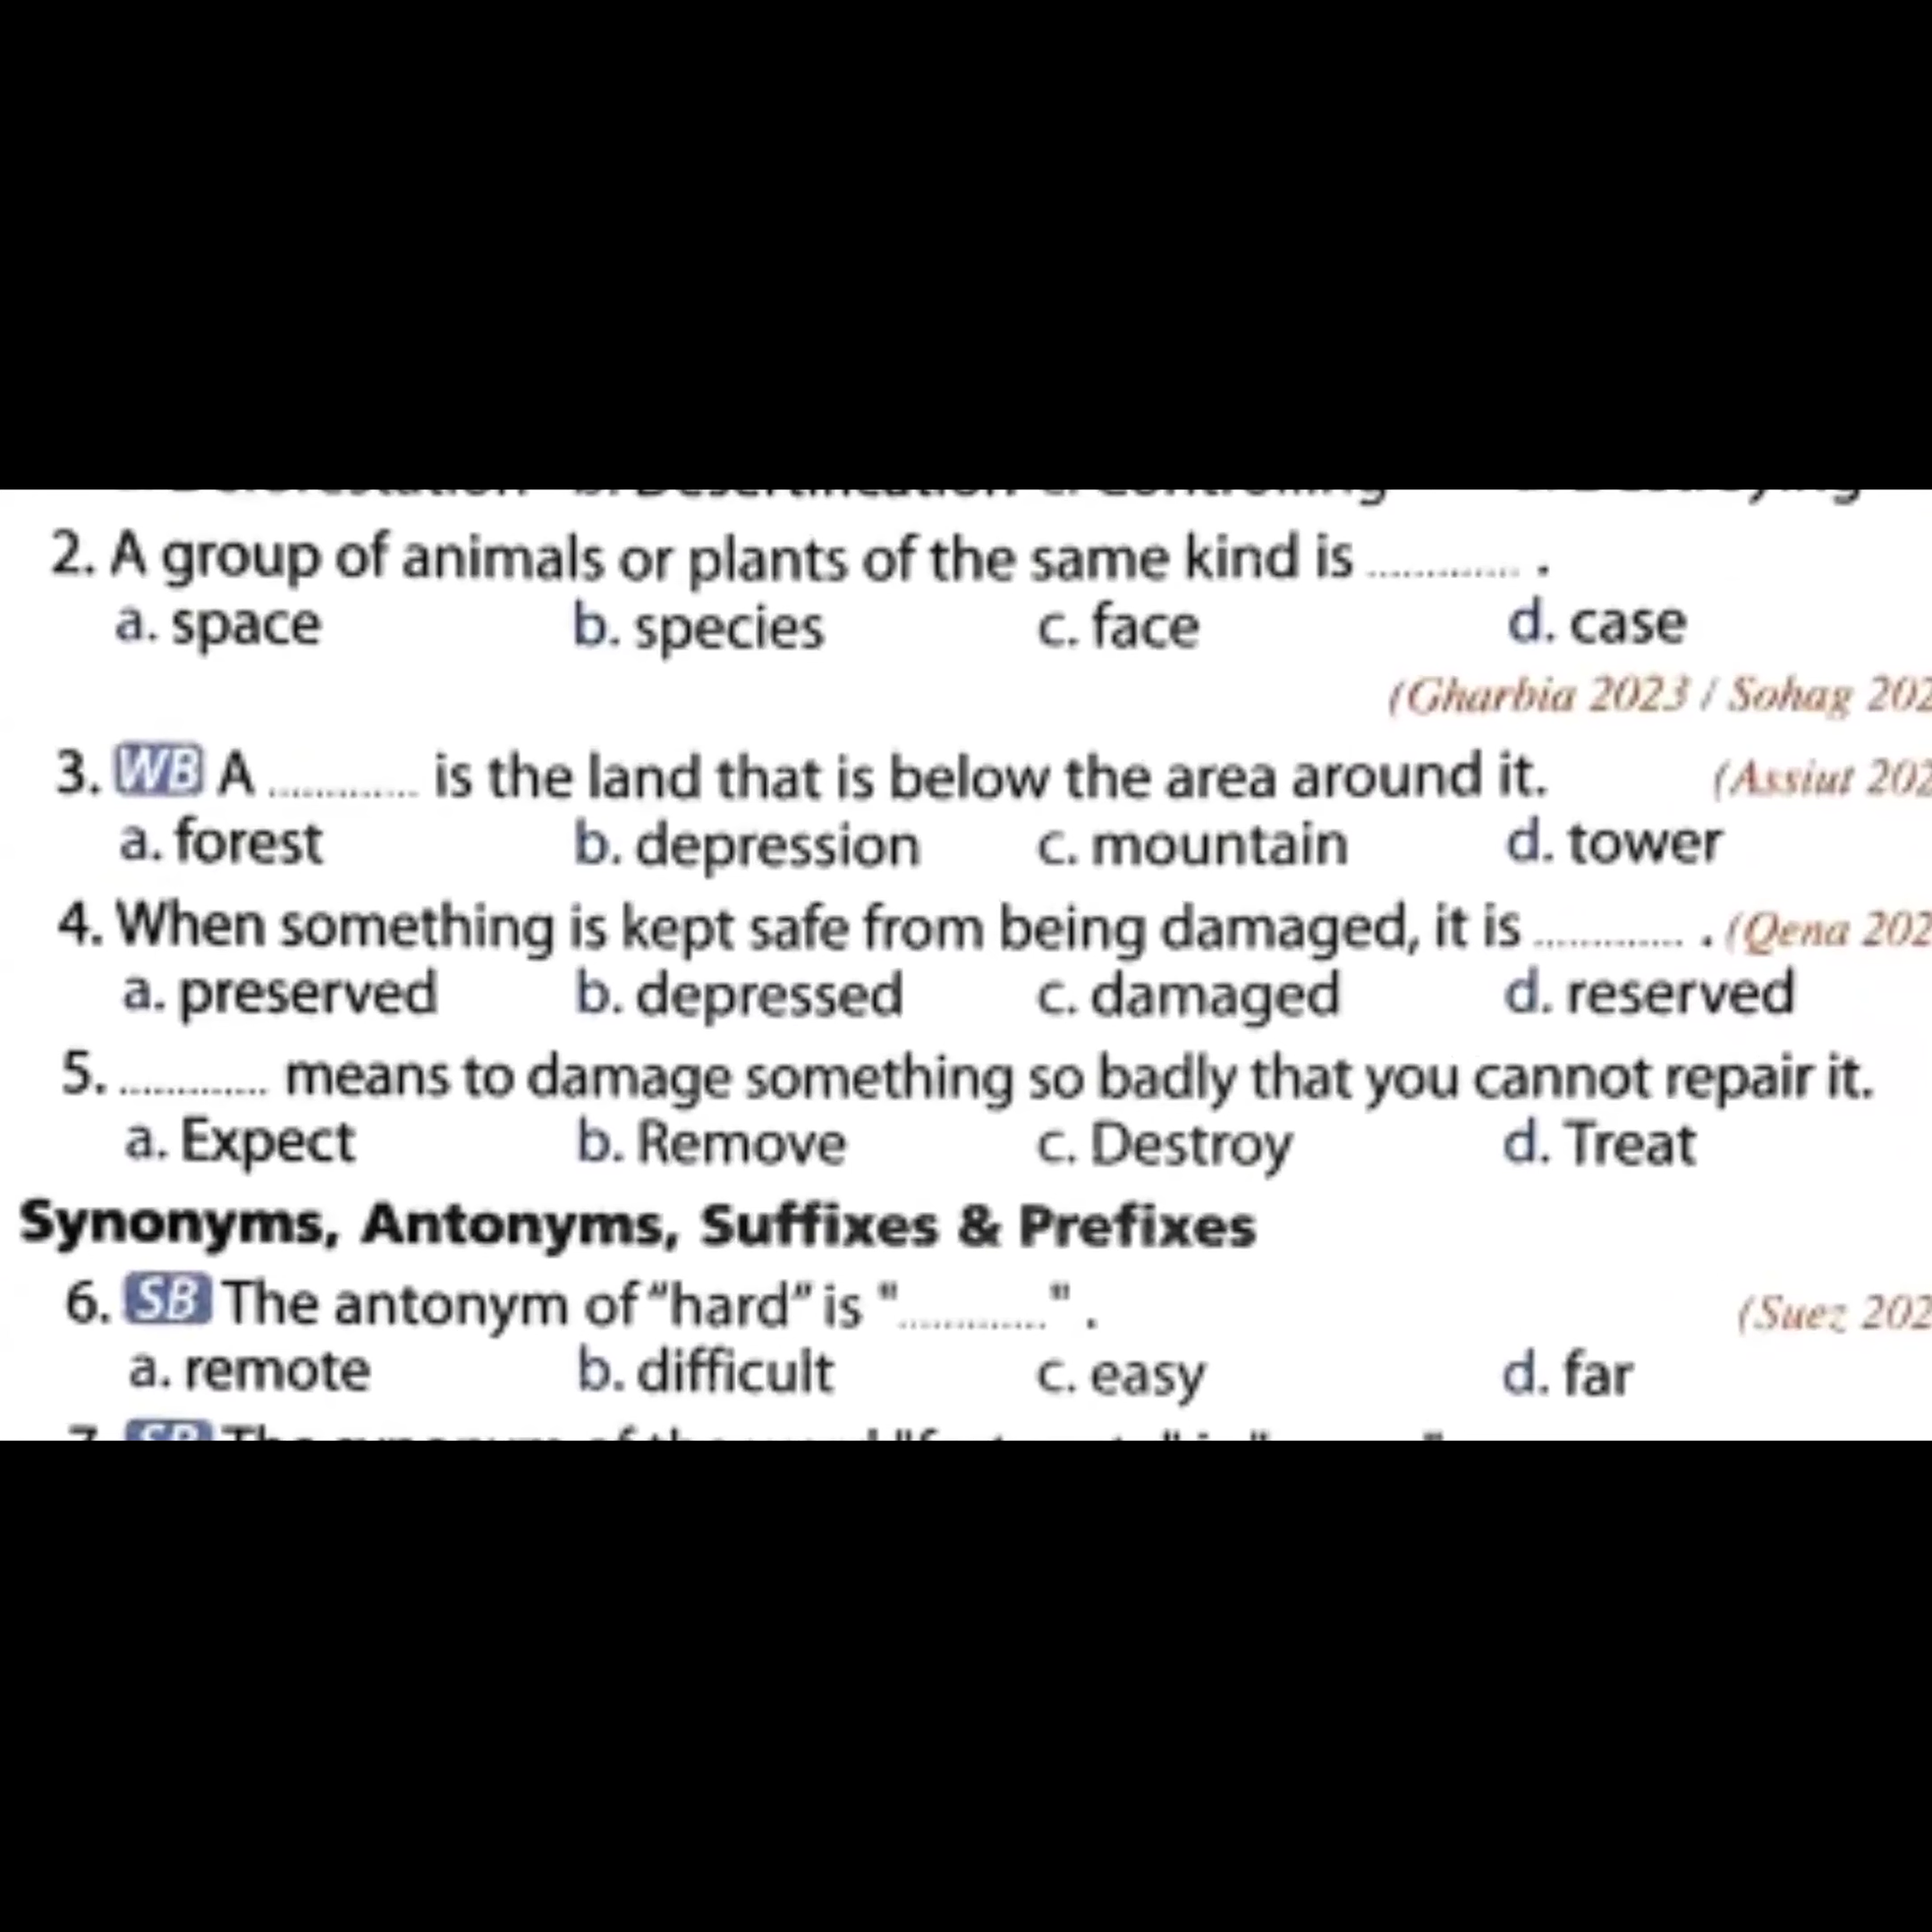 2. A group of animals or plants of the same kind is ............. .
a. space b. species c. face d. case
(Gharbia 2023 / Sohag 202
3. WB A ............. is the land that is below the area around it. (Assiut 202
a. forest b. depression c. mountain d. tower
4. When something is kept safe from being damaged, it is ............. . (Qena 202
a. preserved b. depressed c. damaged d. reserved
5. ............. means to damage something so badly that you cannot repair it.
a. Expect b. Remove c. Destroy d. Treat
Synonyms, Antonyms, Suffixes & Prefixes
6. SB The antonym of “hard” is "............." . (Suez 202
a. remote b. difficult c. easy d. far